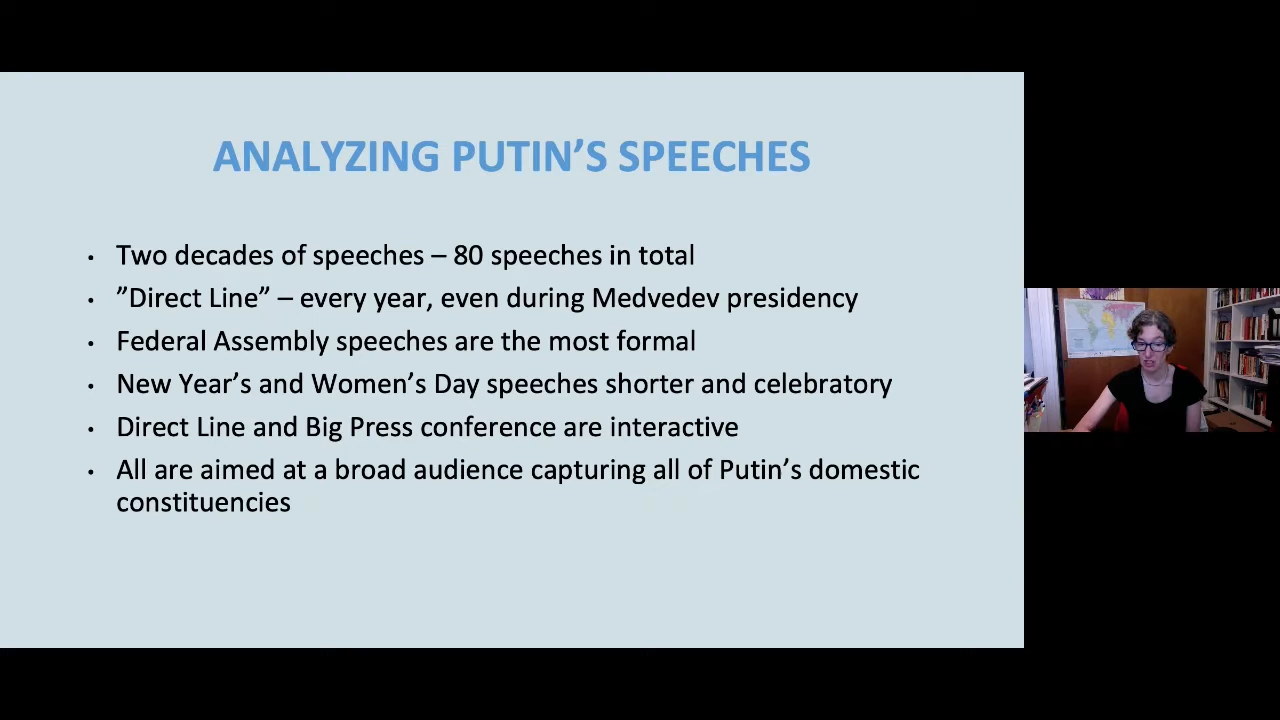 ANALYZING PUTIN’S SPEECHES
• Two decades of speeches – 80 speeches in total
• ”Direct Line” – every year, even during Medvedev presidency
• Federal Assembly speeches are the most formal
• New Year’s and Women’s Day speeches shorter and celebratory
• Direct Line and Big Press conference are interactive
• All are aimed at a broad audience capturing all of Putin’s domestic
constituencies